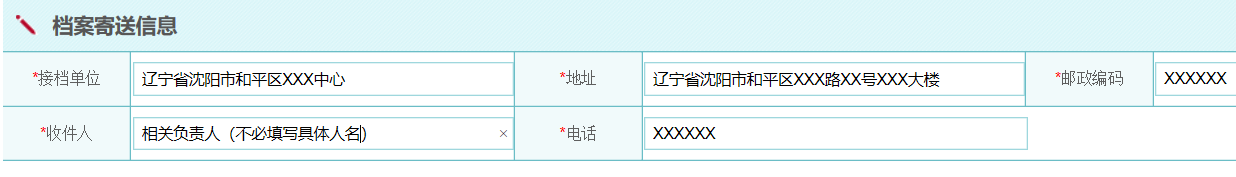 档案寄送信息
*接档单位 辽宁省沈阳市和平区XXX中心 *地址 辽宁省沈阳市和平区XXX路XX号XXX大楼 *邮政编码 XXXXXX
*收件人 相关负责人（不必填写具体人名) × *电话 XXXXXX